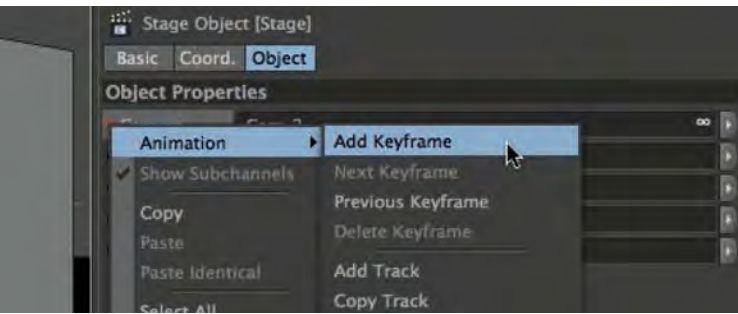 Stage Object [Stage]
Basic Coord. Object
Object Properties
Animation
Show Subchannels
Copy
Paste
Paste Identical
Select All
Add Keyframe
Next Keyframe
Previous Keyframe
Delete Keyframe
Add Track
Copy Track